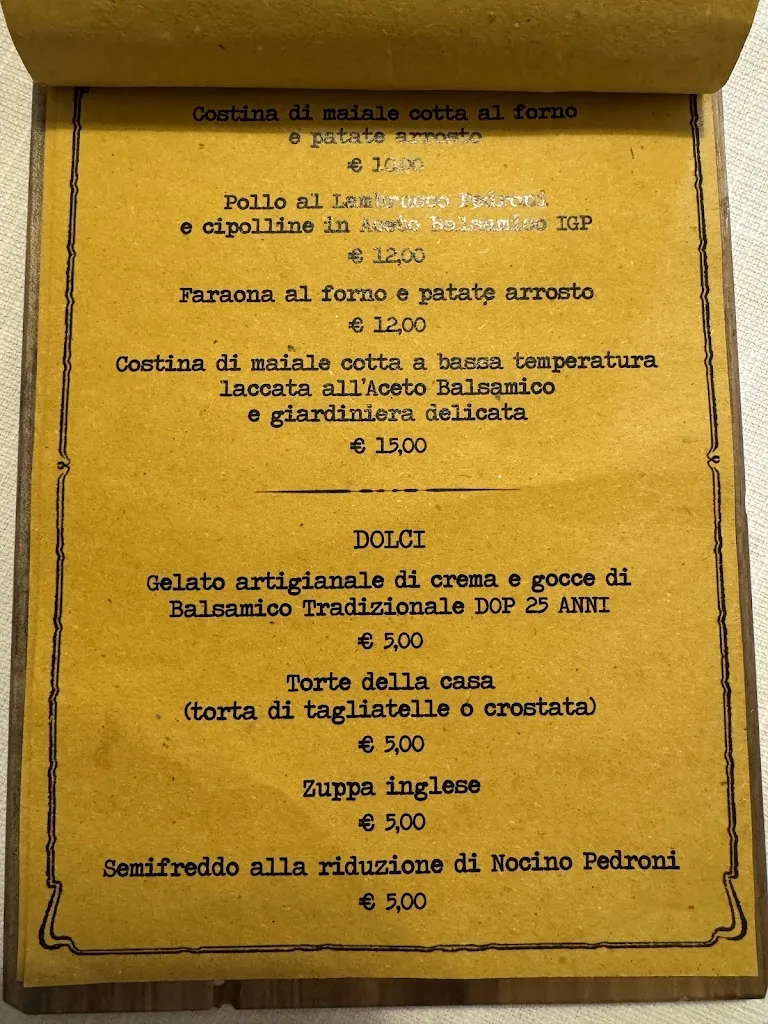 Costina di maiale cotta al forno
e patate arrosto
€ 10,00
Pollo al Lambrusco Pedroni
e cipolline in Aceto Balsamico IGP
€ 12,00
Faraona al forno e patate arrosto
€ 12,00
Costina di maiale cotta a bassa temperatura
laccata all'Aceto Balsamico
e giardiniera delicata
€ 15,00
DOLCI
Gelato artigianale di crema e gocce di
Balsamico Tradizionale DOP 25 ANNI
€ 5,00
Torte della casa
(torta di tagliatelle o crostata)
€ 5,00
Zuppa inglese
€ 5,00
Semifreddo alla riduzione di Nocino Pedroni
€ 5,00